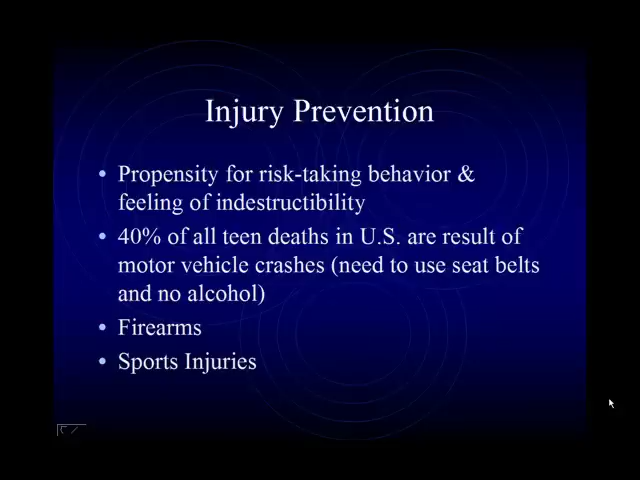 Injury Prevention
• Propensity for risk-taking behavior &
feeling of indestructibility
• 40% of all teen deaths in U.S. are result of
motor vehicle crashes (need to use seat belts
and no alcohol)
• Firearms
• Sports Injuries